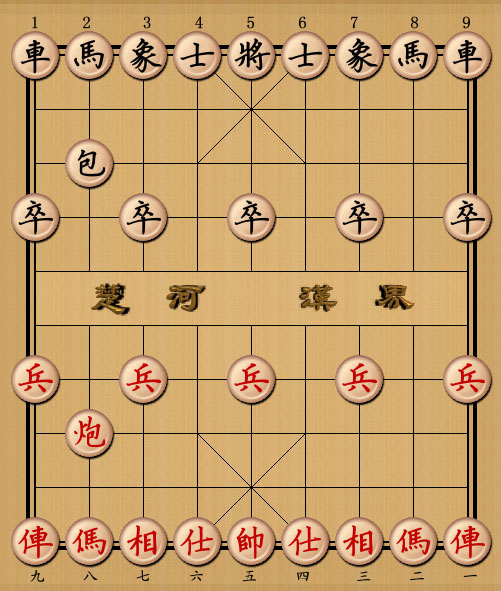 1 2 3 4 5 6 7 8 9
車馬象士將士象馬車
包
卒卒卒卒卒
楚河 漢界
兵兵兵兵兵
炮
俥傌相仕帥仕相傌俥
九八七六五四三二一